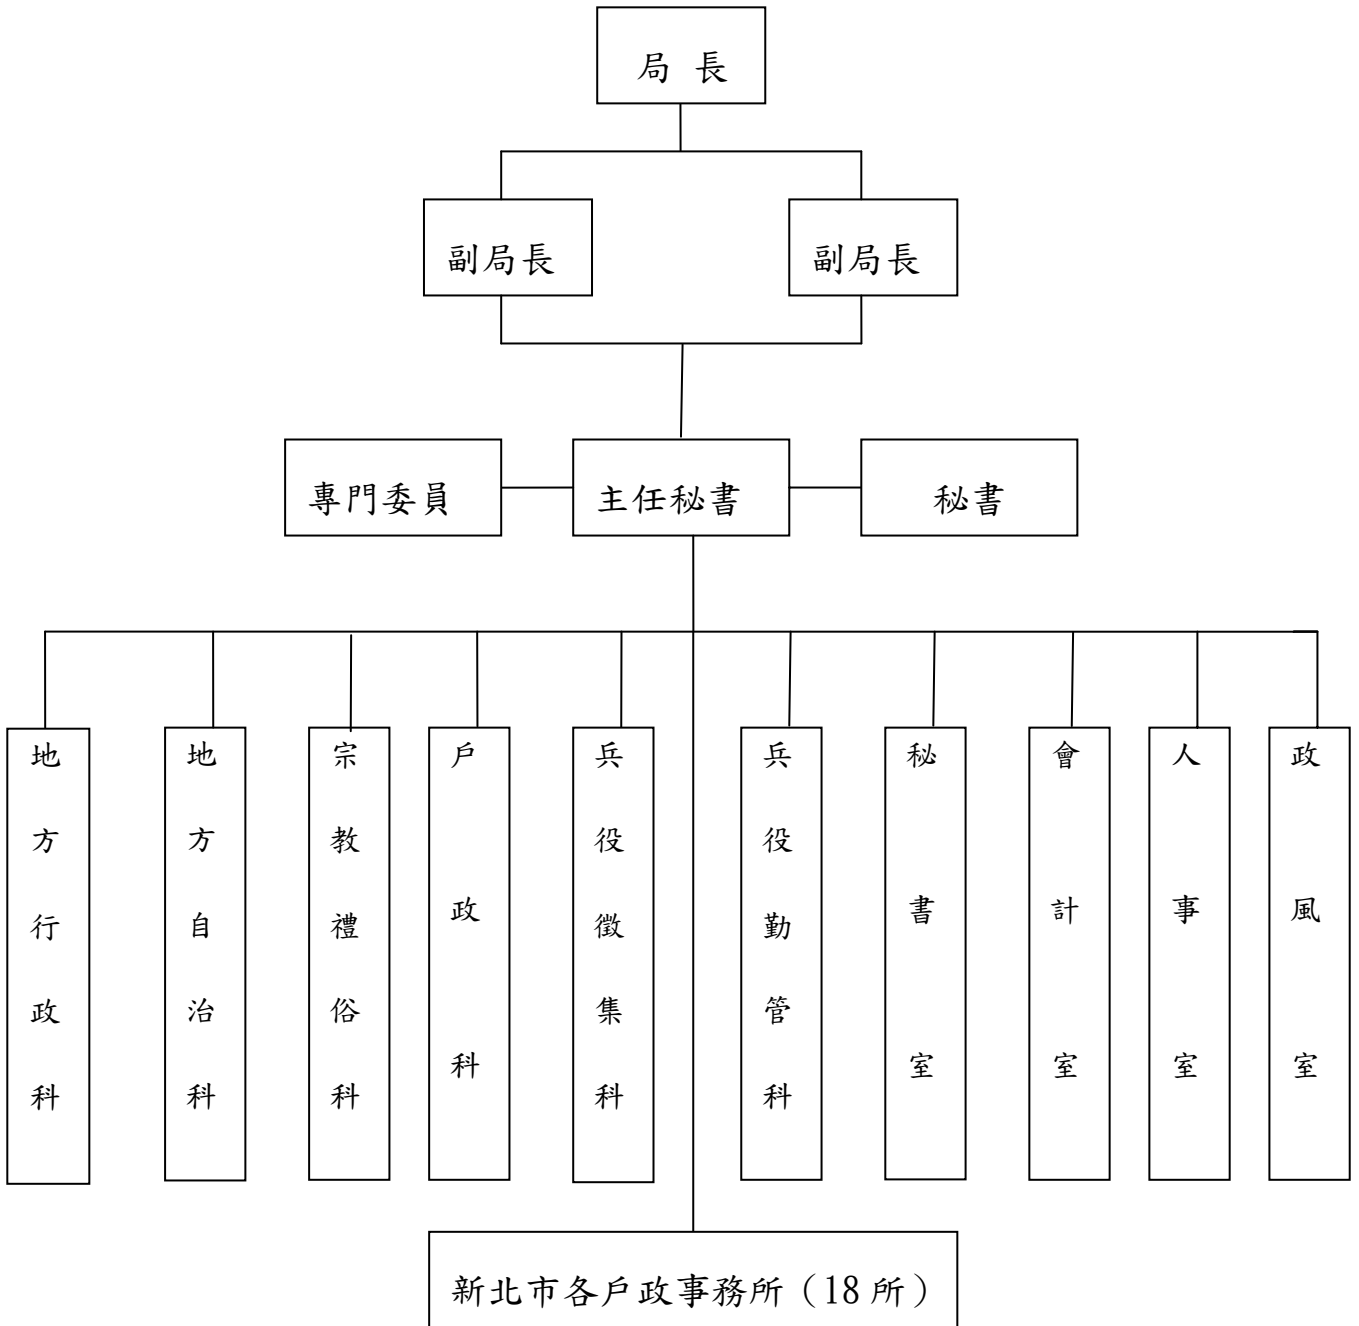 局 長
副局長
副局長
專門委員
主任秘書
秘書
地方行政科
地方自治科
宗教禮俗科
戶政科
兵役徵集科
兵役勤管科
秘書室
會計室
人事室
政風室
新北市各戶政事務所（18 所）